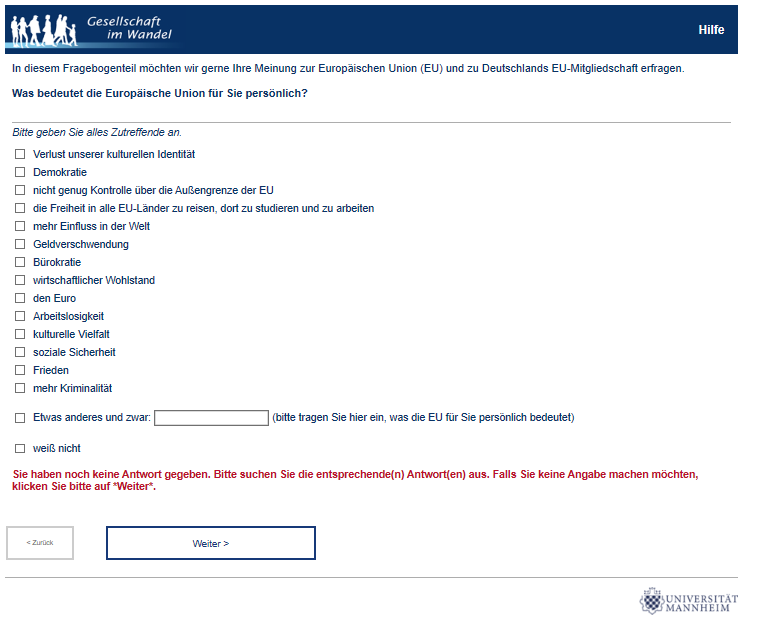 Gesellschaft
im Wandel
Hilfe
In diesem Fragebogenteil möchten wir gerne Ihre Meinung zur Europäischen Union (EU) und zu Deutschlands EU-Mitgliedschaft erfragen.
Was bedeutet die Europäische Union für Sie persönlich?
Bitte geben Sie alles Zutreffende an.
Verlust unserer kulturellen Identität
Demokratie
nicht genug Kontrolle über die Außengrenze der EU
die Freiheit in alle EU-Länder zu reisen, dort zu studieren und zu arbeiten
mehr Einfluss in der Welt
Geldverschwendung
Bürokratie
wirtschaftlicher Wohlstand
den Euro
Arbeitslosigkeit
kulturelle Vielfalt
soziale Sicherheit
Frieden
mehr Kriminalität
Etwas anderes und zwar: (bitte tragen Sie hier ein, was die EU für Sie persönlich bedeutet)
weiß nicht
Sie haben noch keine Antwort gegeben. Bitte suchen Sie die entsprechende(n) Antwort(en) aus. Falls Sie keine Angabe machen möchten,
klicken Sie bitte auf *Weiter*.
< Zurück
Weiter >
UNIVERSITÄT
MANNHEIM